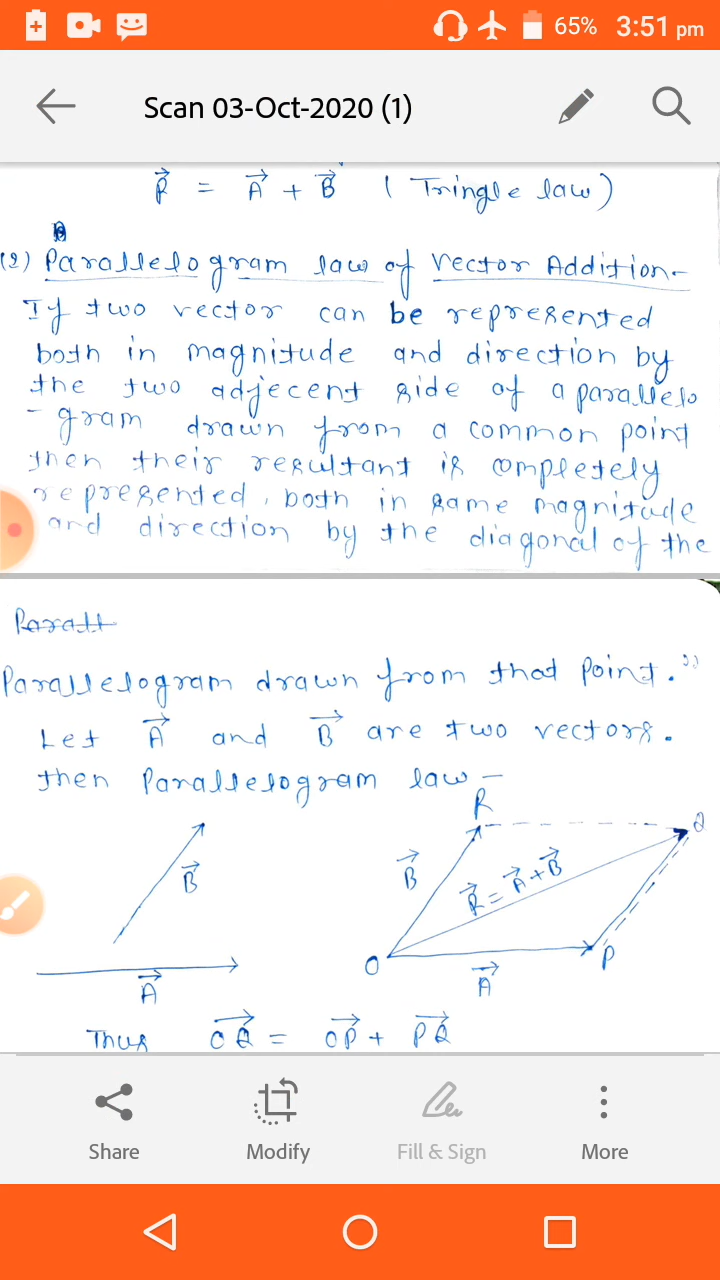 65% 3:51 pm
Scan 03-Oct-2020 (1)
R = A + B ( Tringle law)
(2) Parallelogram law of Vector Addition-
If two vector can be represented
both in magnitude and direction by
the two adjecent side of a parallelo
-gram drawn from a common point
then their resultant is completely
represented, both in same magnitude
and direction by the diagonal of the
Parallelogram drawn from that point."
Let A and B are two vectors.
then Parallelogram law -
R
Q
B
B
R = A + B
O
P
A
A
Thus OQ = OP + PQ
Share
Modify
Fill & Sign
More